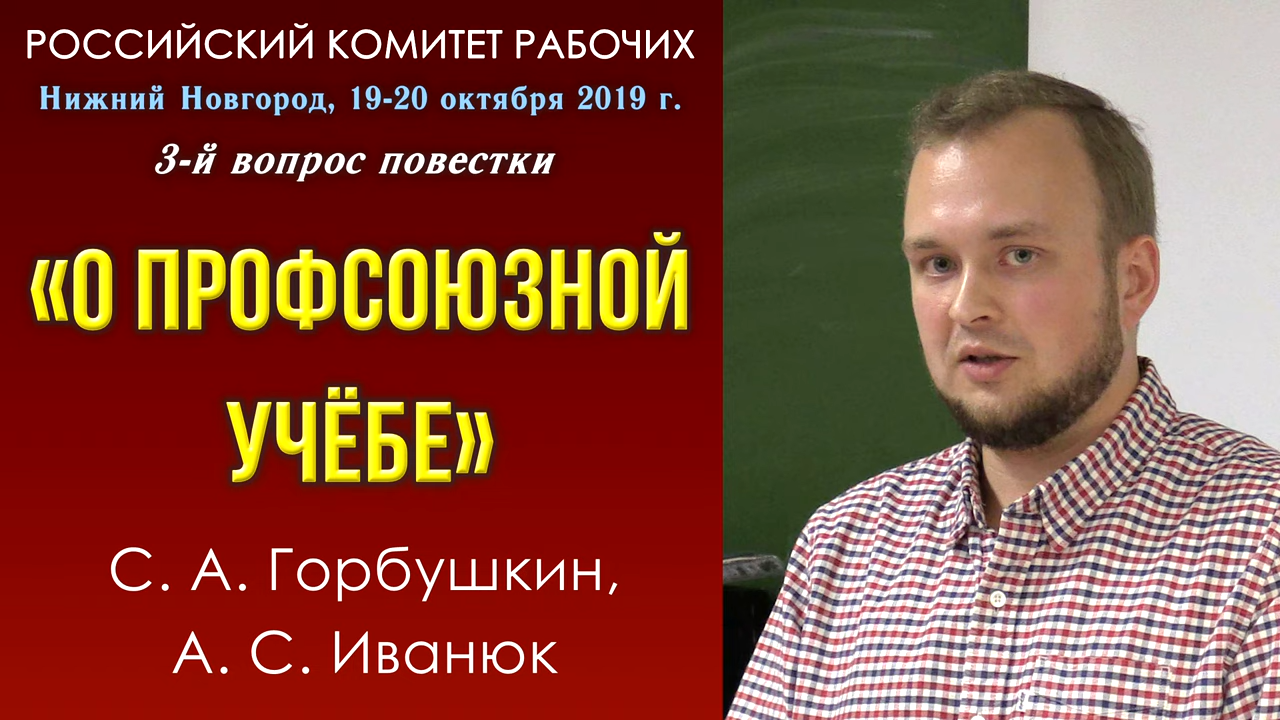 РОССИЙСКИЙ КОМИТЕТ РАБОЧИХ
Нижний Новгород, 19-20 октября 2019 г.
3-й вопрос повестки
«О ПРОФСОЮЗНОЙ
УЧЁБЕ»
С. А. Горбушкин,
А. С. Иванюк